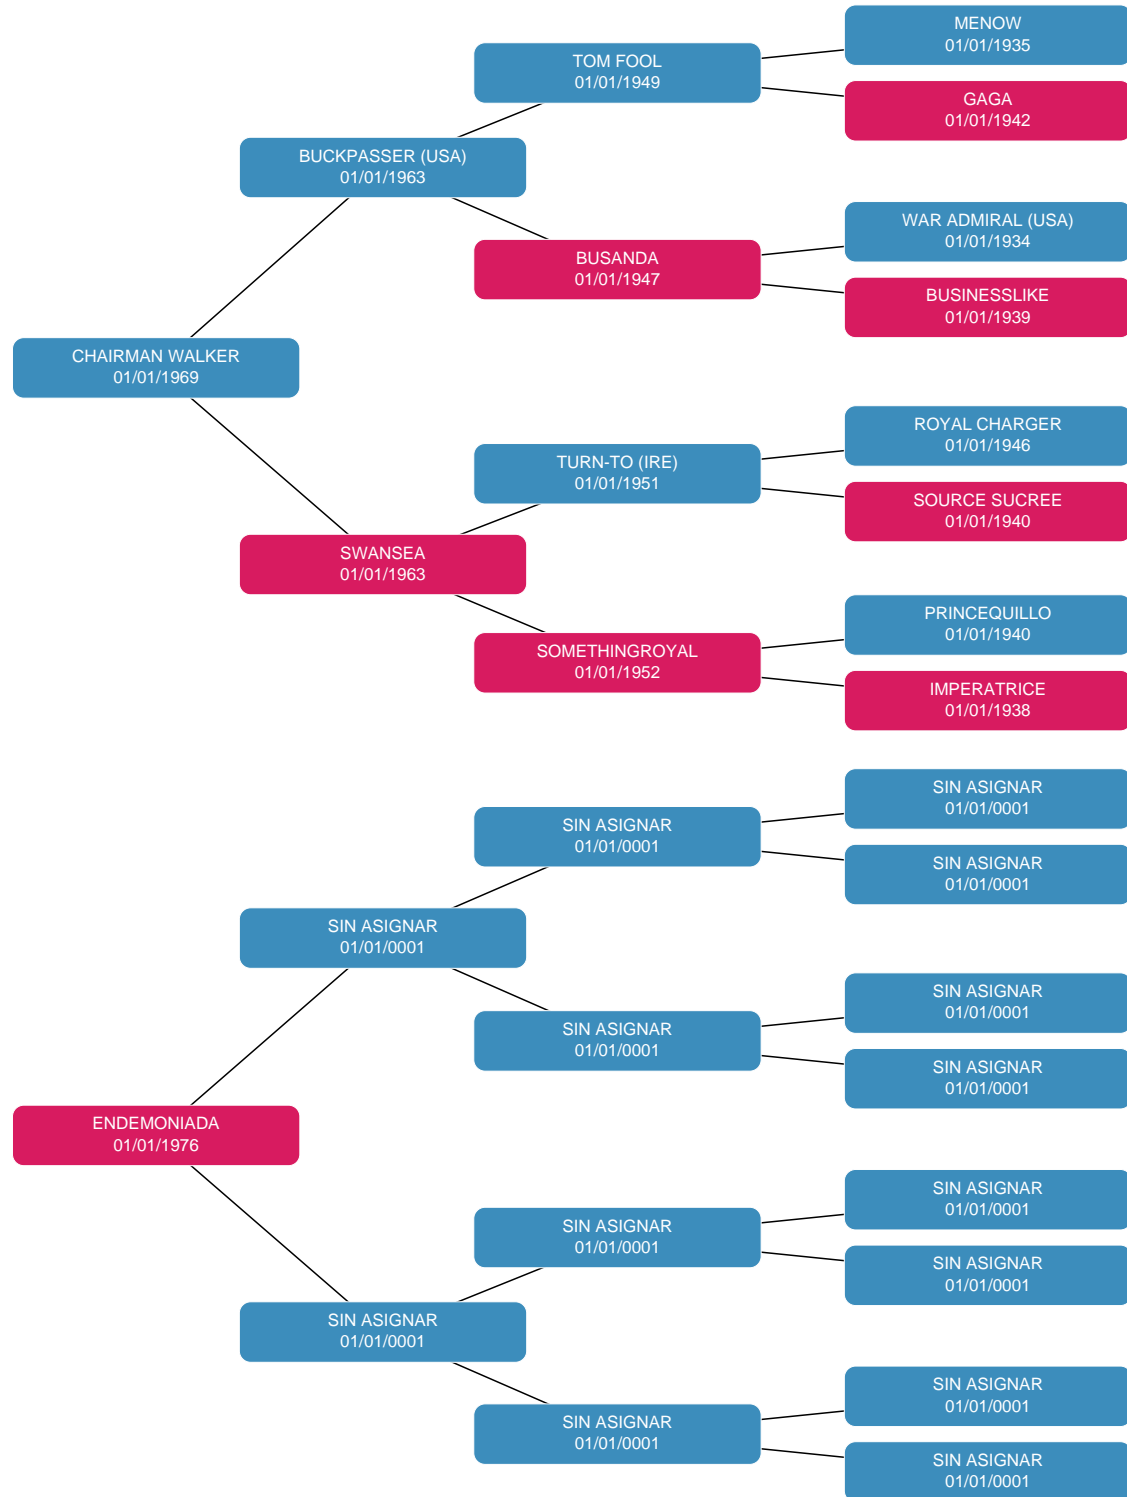 MENOW
01/01/1935
TOM FOOL
01/01/1949
GAGA
01/01/1942
BUCKPASSER (USA)
01/01/1963
WAR ADMIRAL (USA)
01/01/1934
BUSANDA
01/01/1947
BUSINESSLIKE
01/01/1939
CHAIRMAN WALKER
01/01/1969
ROYAL CHARGER
01/01/1946
TURN-TO (IRE)
01/01/1951
SOURCE SUCREE
01/01/1940
SWANSEA
01/01/1963
PRINCEQUILLO
01/01/1940
SOMETHINGROYAL
01/01/1952
IMPERATRICE
01/01/1938
SIN ASIGNAR
01/01/0001
SIN ASIGNAR
01/01/0001
SIN ASIGNAR
01/01/0001
SIN ASIGNAR
01/01/0001
SIN ASIGNAR
01/01/0001
SIN ASIGNAR
01/01/0001
SIN ASIGNAR
01/01/0001
ENDEMONIADA
01/01/1976
SIN ASIGNAR
01/01/0001
SIN ASIGNAR
01/01/0001
SIN ASIGNAR
01/01/0001
SIN ASIGNAR
01/01/0001
SIN ASIGNAR
01/01/0001
SIN ASIGNAR
01/01/0001
SIN ASIGNAR
01/01/0001